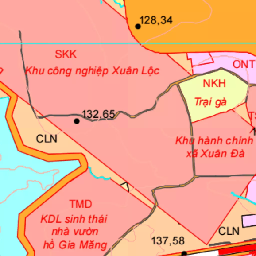 128,34
SKK
Khu công nghiệp Xuân Lộc
ONT
NKH
Trại gà
132,65
CLN
Khu hành chính
xã Xuân Đà
TMD
KDL sinh thái
nhà vườn
hồ Gia Măng
CLN
137,58